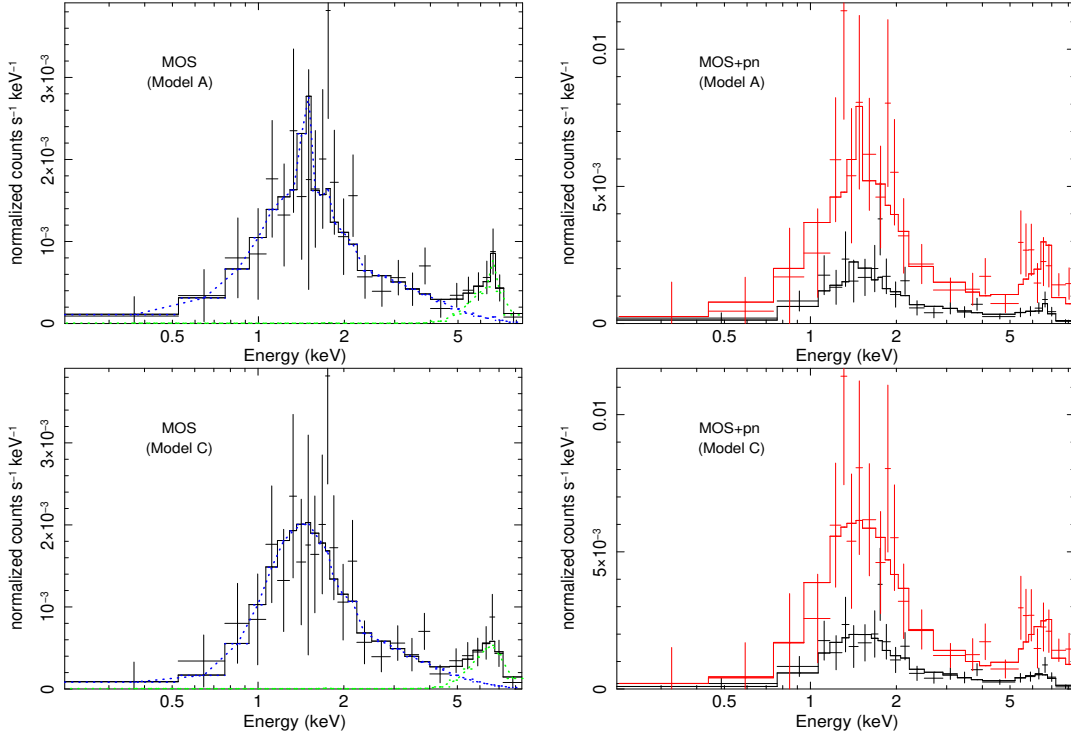 MOS
(Model A)
normalized counts s⁻¹ keV⁻¹
0
10⁻³
2×10⁻³
3×10⁻³
0.5
1
2
5
Energy (keV)
MOS+pn
(Model A)
normalized counts s⁻¹ keV⁻¹
0
5×10⁻³
0.01
0.5
1
2
5
Energy (keV)
MOS
(Model C)
normalized counts s⁻¹ keV⁻¹
0
10⁻³
2×10⁻³
3×10⁻³
0.5
1
2
5
Energy (keV)
MOS+pn
(Model C)
normalized counts s⁻¹ keV⁻¹
0
5×10⁻³
0.01
0.5
1
2
5
Energy (keV)